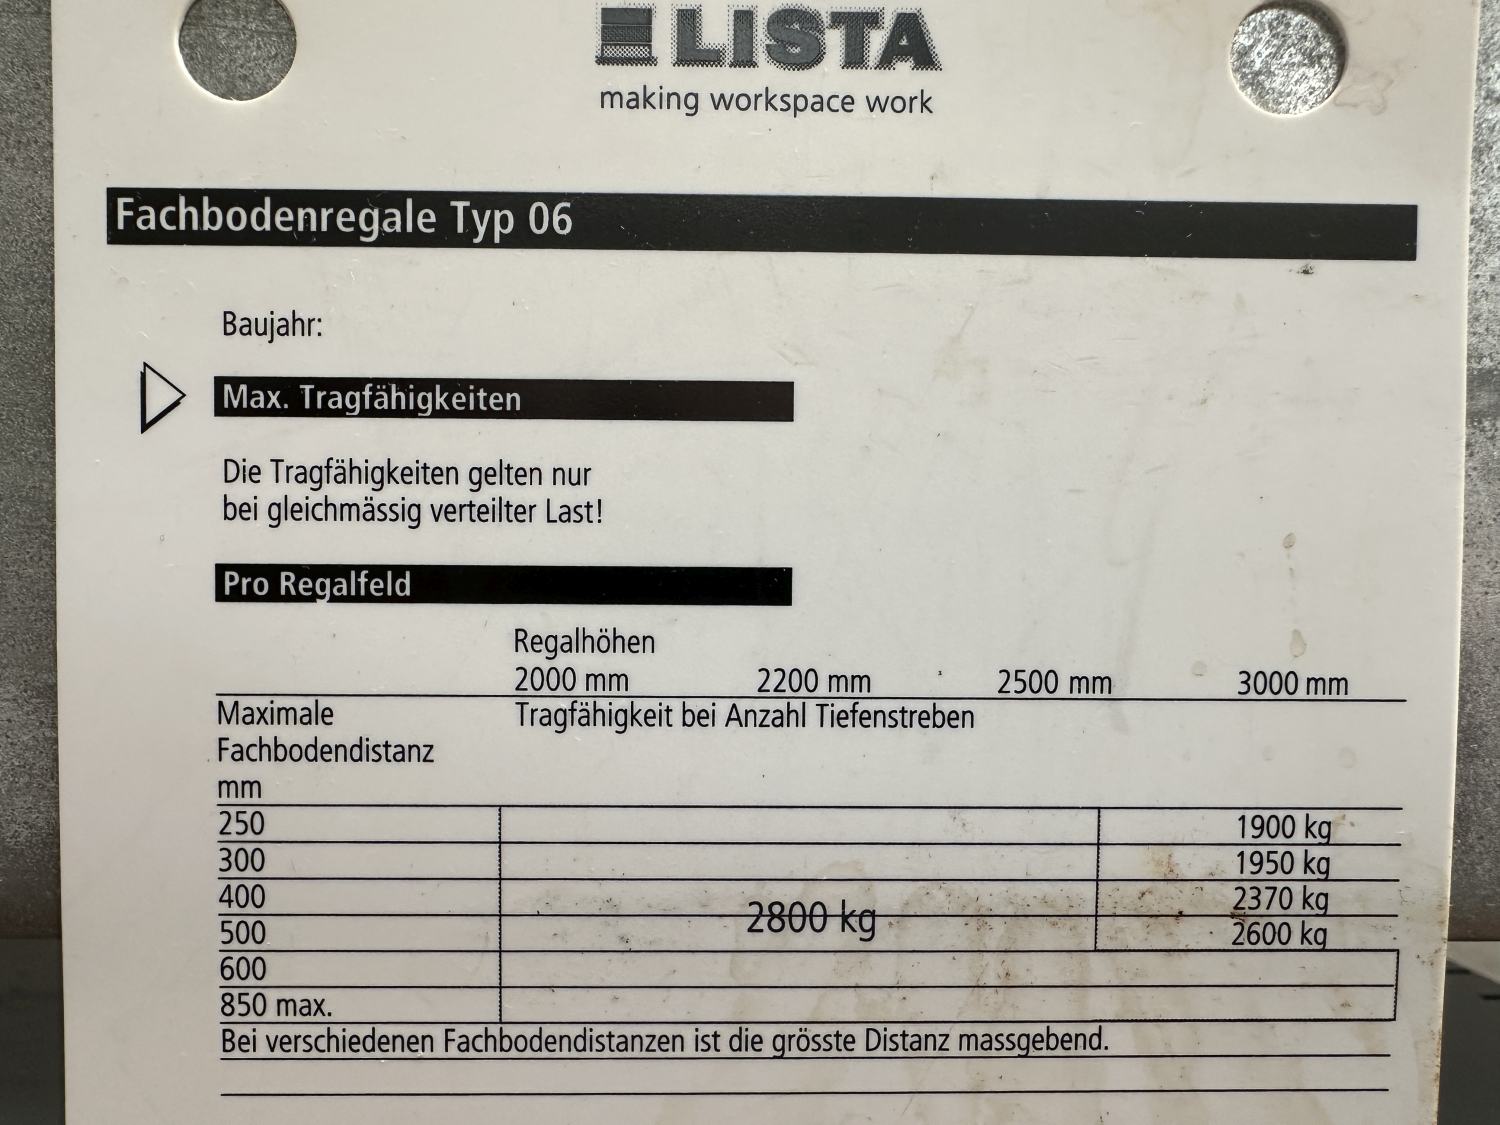 LISTA
making workspace work
Fachbodenregale Typ 06
Baujahr:
Max. Tragfähigkeiten
Die Tragfähigkeiten gelten nur
bei gleichmässig verteilter Last!
Pro Regalfeld
Regalhöhen
2000 mm 2200 mm 2500 mm 3000 mm
Maximale Tragfähigkeit bei Anzahl Tiefenstreben
Fachbodendistanz
mm
250 1900 kg
300 1950 kg
400 2370 kg
2800 kg
500 2600 kg
600
850 max.
Bei verschiedenen Fachbodendistanzen ist die grösste Distanz massgebend.